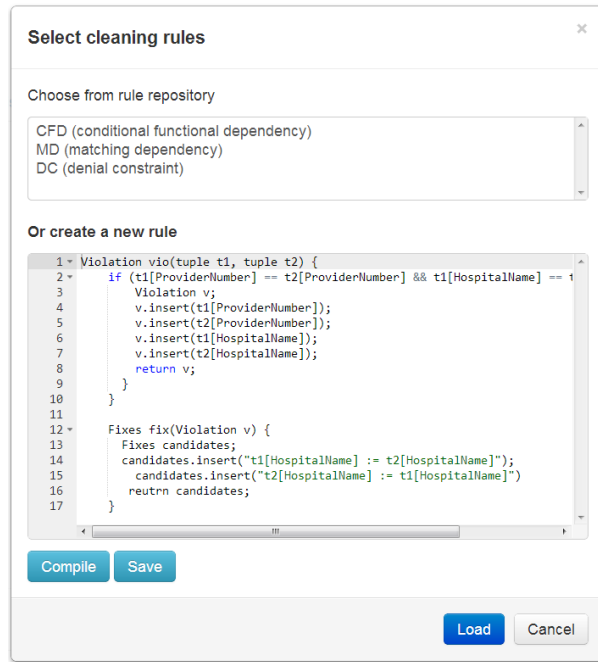 Select cleaning rules
×
Choose from rule repository
CFD (conditional functional dependency)
MD (matching dependency)
DC (denial constraint)
Or create a new rule
1 Violation vio(tuple t1, tuple t2) {
2 if (t1[ProviderNumber] == t2[ProviderNumber] && t1[HospitalName] == t
3 Violation v;
4 v.insert(t1[ProviderNumber]);
5 v.insert(t2[ProviderNumber]);
6 v.insert(t1[HospitalName]);
7 v.insert(t2[HospitalName]);
8 return v;
9 }
10 }
11
12 Fixes fix(Violation v) {
13 Fixes candidates;
14 candidates.insert("t1[HospitalName] := t2[HospitalName]");
15 candidates.insert("t2[HospitalName] := t1[HospitalName]")
16 reutrn candidates;
17 }
Compile Save
Load Cancel